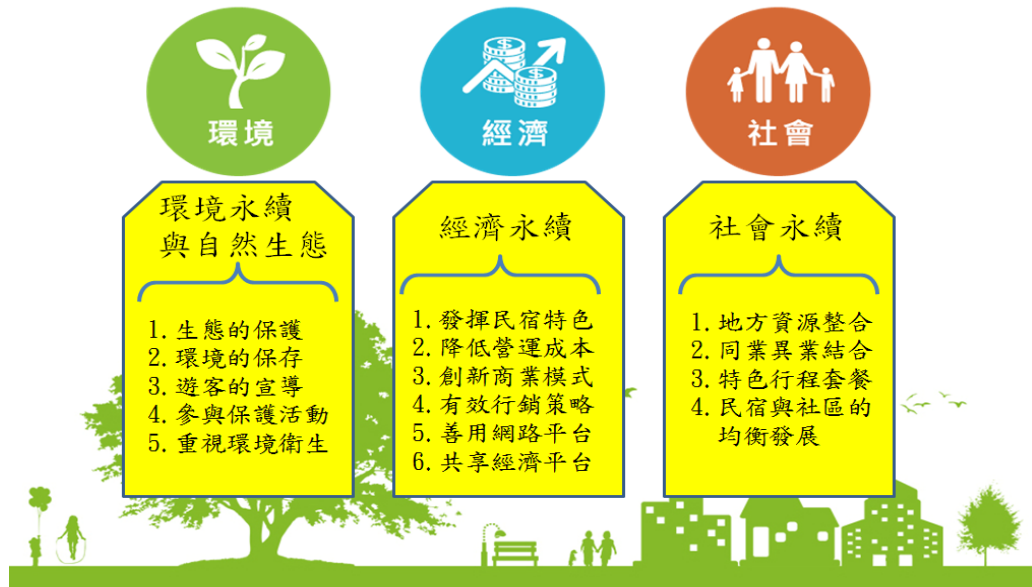 環境
經濟
社會
環境永續
與自然生態
1. 生態的保護
2. 環境的保存
3. 遊客的宣導
4. 參與保護活動
5. 重視環境衛生
經濟永續
1. 發揮民宿特色
2. 降低營運成本
3. 創新商業模式
4. 有效行銷策略
5. 善用網路平台
6. 共享經濟平台
社會永續
1. 地方資源整合
2. 同業異業結合
3. 特色行程套餐
4. 民宿與社區的
均衡發展